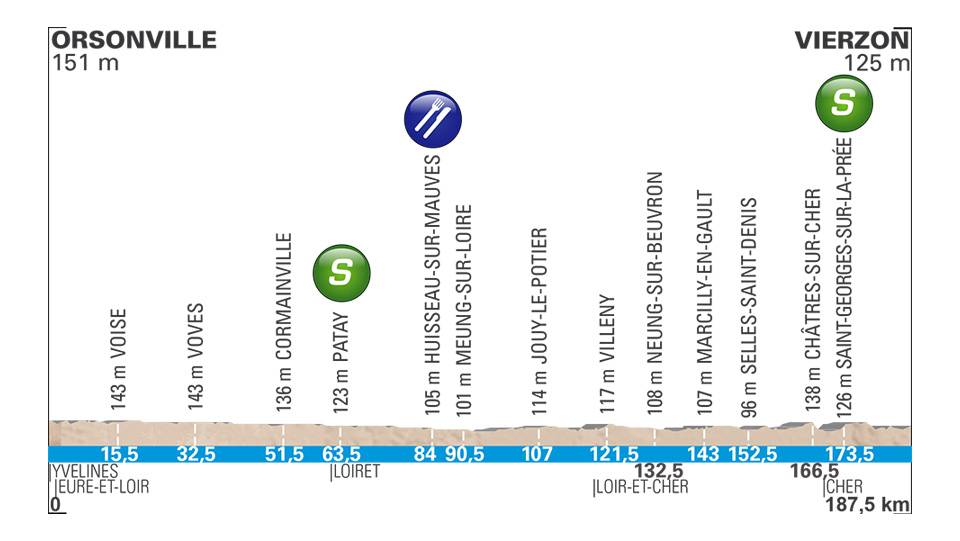 ORSONVILLE
151 m
VIERZON
125 m
S
S
143 m VOISE
143 m VOVES
136 m CORMAINVILLE
123 m PATAY
105 m HUISSEAU-SUR-MAUVES
101 m MEUNG-SUR-LOIRE
114 m JOUY-LE-POTIER
117 m VILLENY
108 m NEUNG-SUR-BEUVRON
107 m MARCILLY-EN-GAULT
96 m SELLES-SAINT-DENIS
138 m CHÂTRES-SUR-CHER
126 m SAINT-GEORGES-SUR-LA-PRÉE
15,5 32,5 51,5 63,5 84 90,5 107 121,5 143 152,5 173,5
132,5 166,5
YVELINES LOIRET
EURE-ET-LOIR LOIR-ET-CHER CHER
0 187,5 km